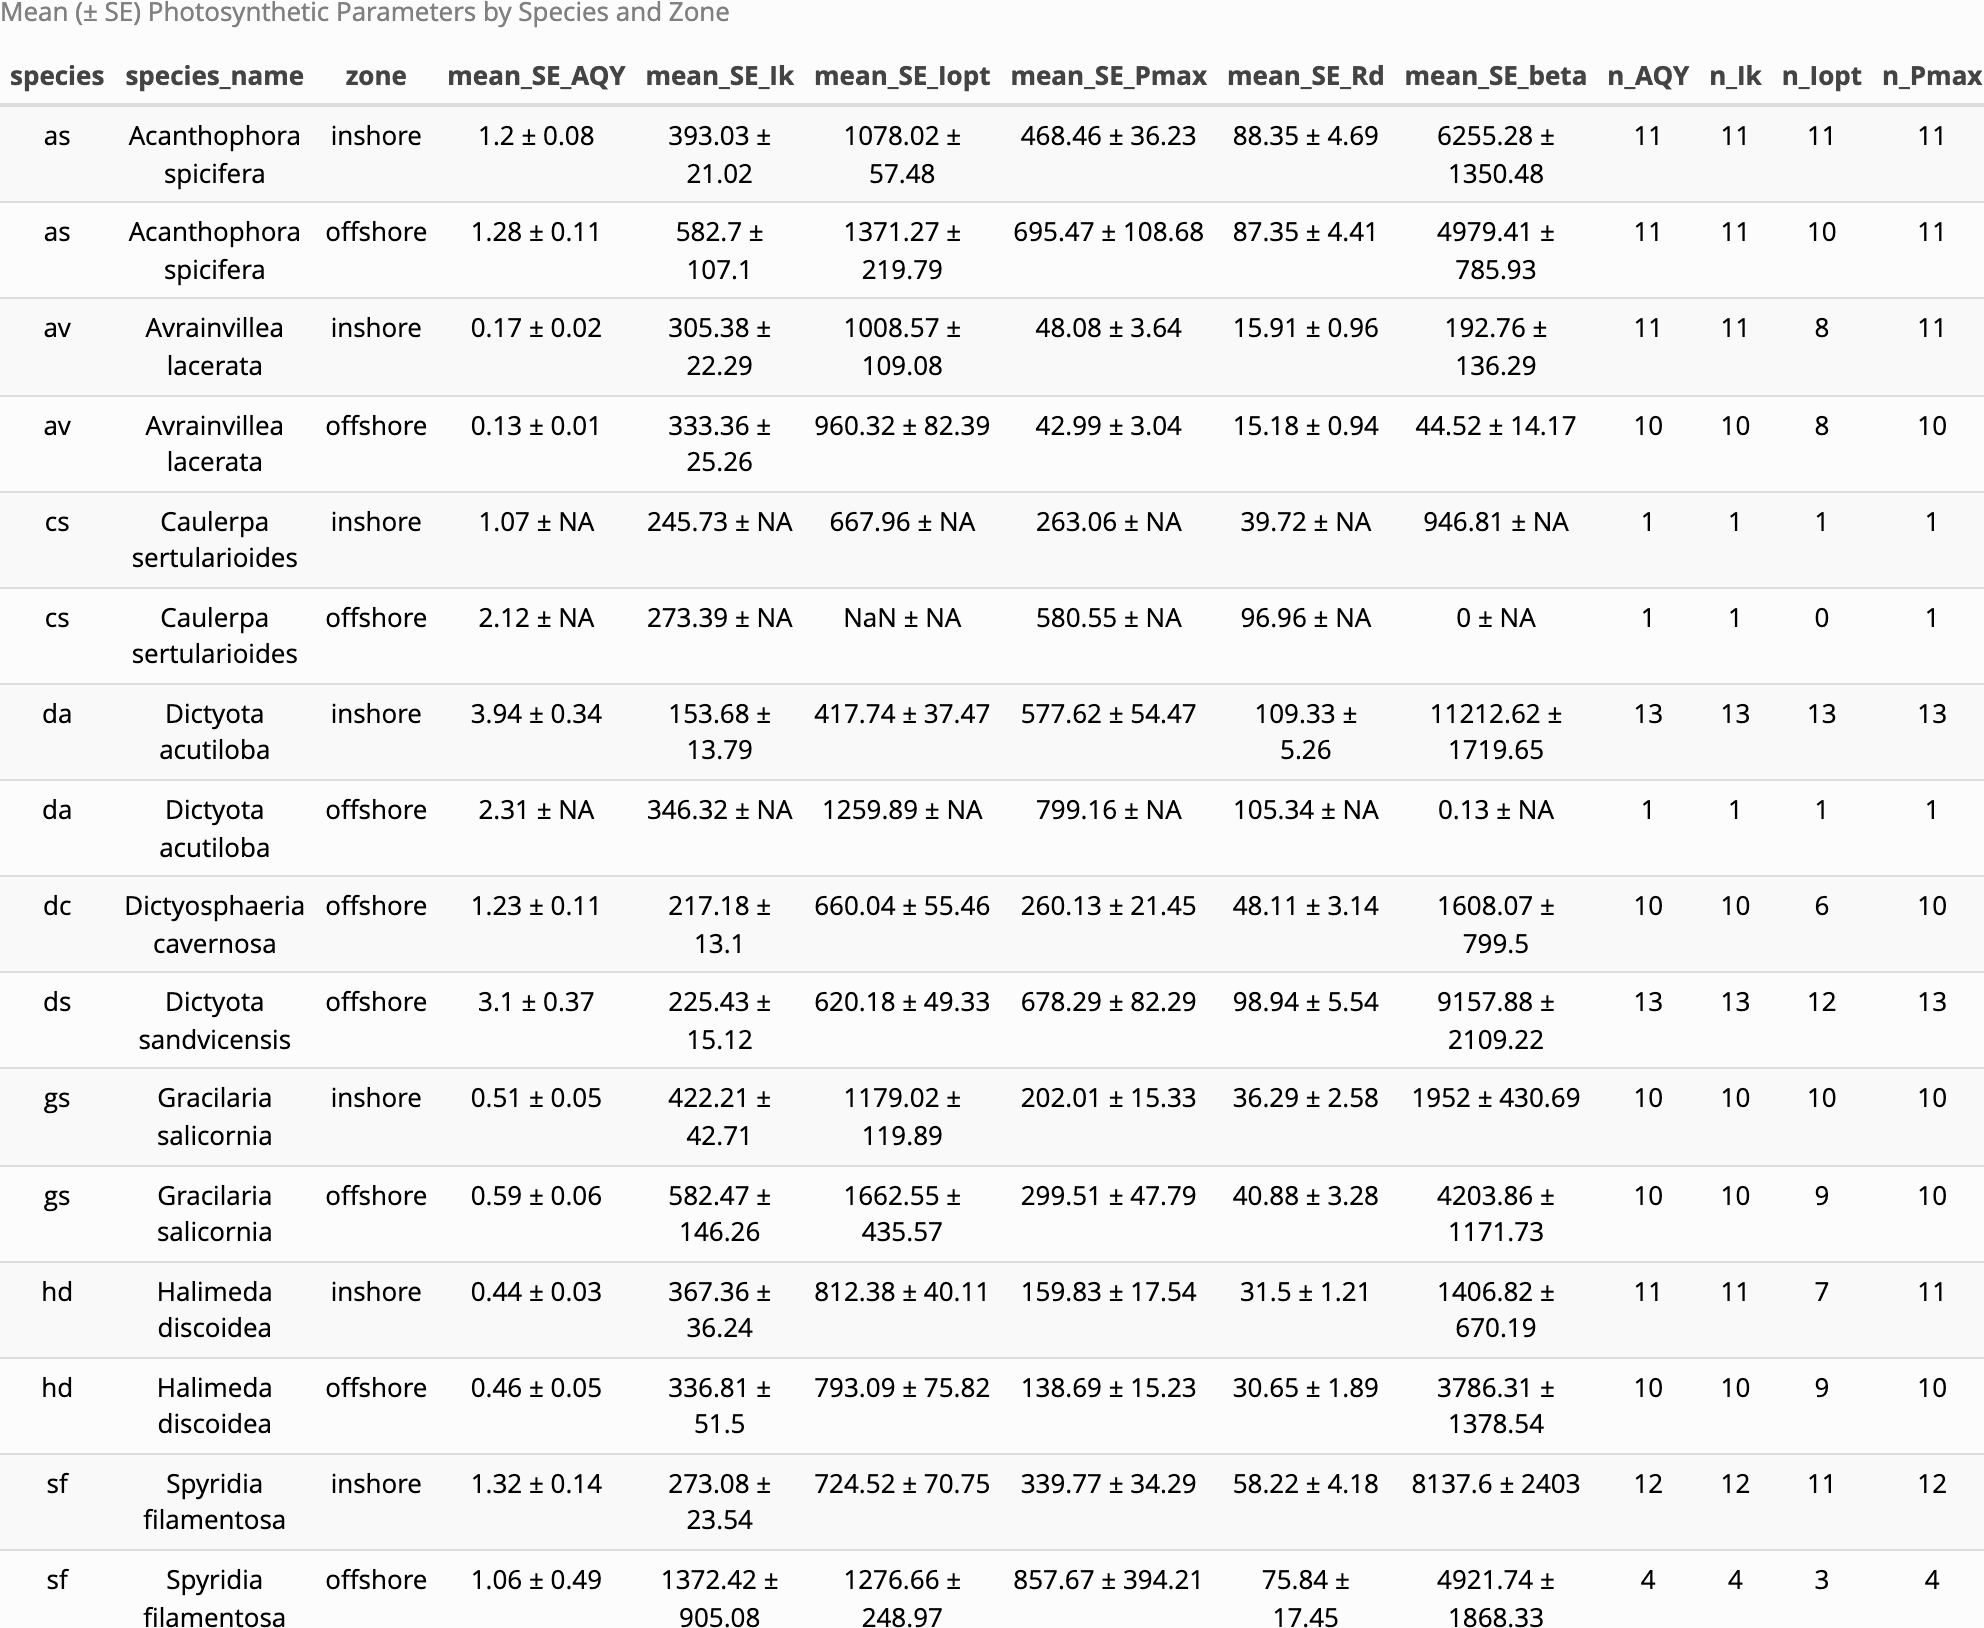 Mean (± SE) Photosynthetic Parameters by Species and Zone
species species_name zone mean_SE_AQY mean_SE_Ik mean_SE_Iopt mean_SE_Pmax mean_SE_Rd mean_SE_beta n_AQY n_Ik n_Iopt n_Pmax
as Acanthophora inshore 1.2 ± 0.08 393.03 ± 1078.02 ± 468.46 ± 36.23 88.35 ± 4.69 6255.28 ± 11 11 11 11
spicifera 21.02 57.48 1350.48
as Acanthophora offshore 1.28 ± 0.11 582.7 ± 1371.27 ± 695.47 ± 108.68 87.35 ± 4.41 4979.41 ± 11 11 10 11
spicifera 107.1 219.79 785.93
av Avrainvillea inshore 0.17 ± 0.02 305.38 ± 1008.57 ± 48.08 ± 3.64 15.91 ± 0.96 192.76 ± 11 11 8 11
lacerata 22.29 109.08 136.29
av Avrainvillea offshore 0.13 ± 0.01 333.36 ± 960.32 ± 82.39 42.99 ± 3.04 15.18 ± 0.94 44.52 ± 14.17 10 10 8 10
lacerata 25.26
cs Caulerpa inshore 1.07 ± NA 245.73 ± NA 667.96 ± NA 263.06 ± NA 39.72 ± NA 946.81 ± NA 1 1 1 1
sertularioides
cs Caulerpa offshore 2.12 ± NA 273.39 ± NA NaN ± NA 580.55 ± NA 96.96 ± NA 0 ± NA 1 1 0 1
sertularioides
da Dictyota inshore 3.94 ± 0.34 153.68 ± 417.74 ± 37.47 577.62 ± 54.47 109.33 ± 11212.62 ± 13 13 13 13
acutiloba 13.79 5.26 1719.65
da Dictyota offshore 2.31 ± NA 346.32 ± NA 1259.89 ± NA 799.16 ± NA 105.34 ± NA 0.13 ± NA 1 1 1 1
acutiloba
dc Dictyosphaeria offshore 1.23 ± 0.11 217.18 ± 660.04 ± 55.46 260.13 ± 21.45 48.11 ± 3.14 1608.07 ± 10 10 6 10
cavernosa 13.1 799.5
ds Dictyota offshore 3.1 ± 0.37 225.43 ± 620.18 ± 49.33 678.29 ± 82.29 98.94 ± 5.54 9157.88 ± 13 13 12 13
sandvicensis 15.12 2109.22
gs Gracilaria inshore 0.51 ± 0.05 422.21 ± 1179.02 ± 202.01 ± 15.33 36.29 ± 2.58 1952 ± 430.69 10 10 10 10
salicornia 42.71 119.89
gs Gracilaria offshore 0.59 ± 0.06 582.47 ± 1662.55 ± 299.51 ± 47.79 40.88 ± 3.28 4203.86 ± 10 10 9 10
salicornia 146.26 435.57 1171.73
hd Halimeda inshore 0.44 ± 0.03 367.36 ± 812.38 ± 40.11 159.83 ± 17.54 31.5 ± 1.21 1406.82 ± 11 11 7 11
discoidea 36.24 670.19
hd Halimeda offshore 0.46 ± 0.05 336.81 ± 793.09 ± 75.82 138.69 ± 15.23 30.65 ± 1.89 3786.31 ± 10 10 9 10
discoidea 51.5 1378.54
sf Spyridia inshore 1.32 ± 0.14 273.08 ± 724.52 ± 70.75 339.77 ± 34.29 58.22 ± 4.18 8137.6 ± 2403 12 12 11 12
filamentosa 23.54
sf Spyridia offshore 1.06 ± 0.49 1372.42 ± 1276.66 ± 857.67 ± 394.21 75.84 ± 4921.74 ± 4 4 3 4
filamentosa 905.08 248.97 17.45 1868.33